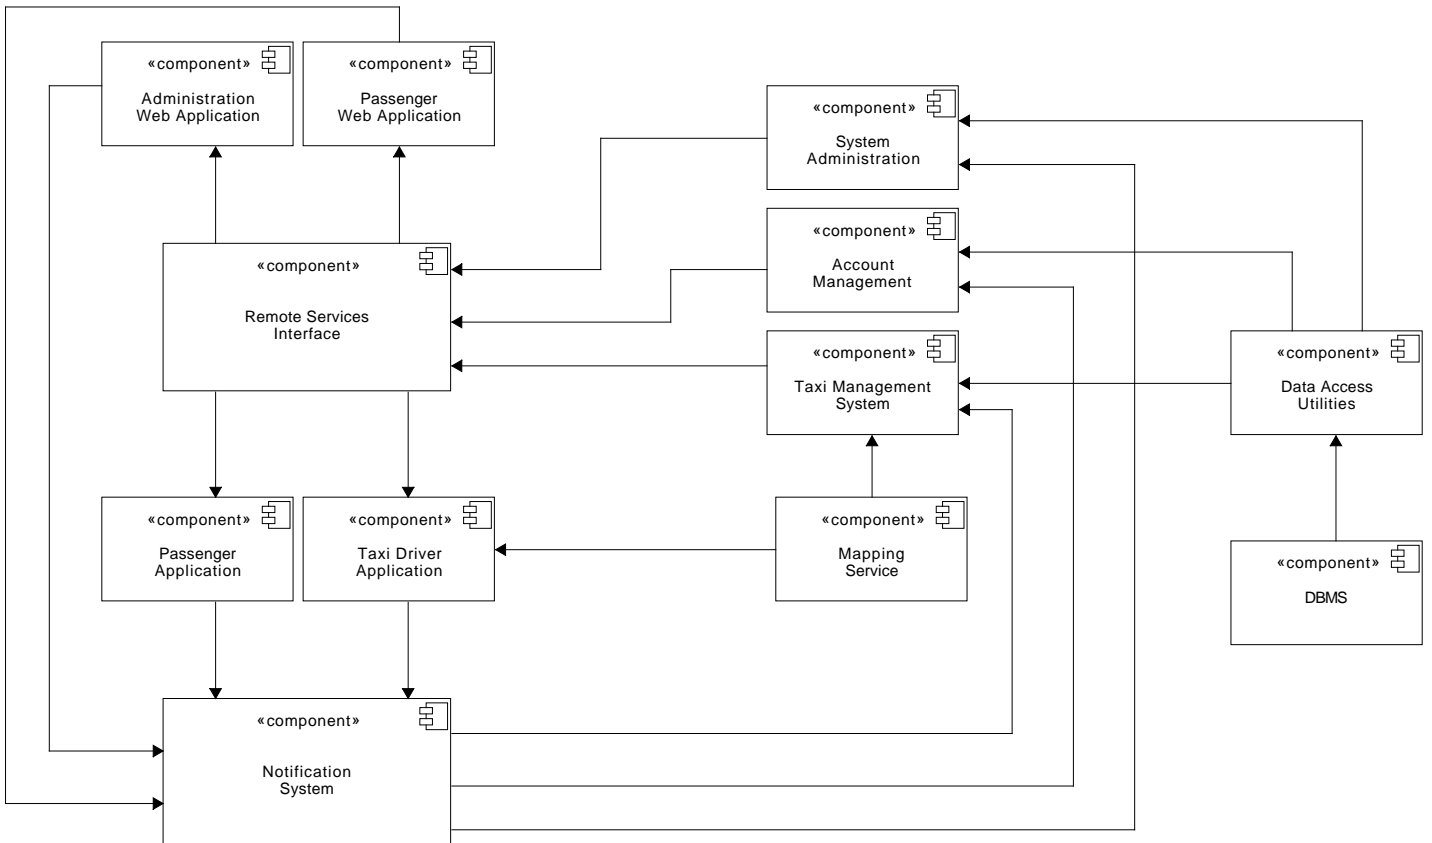 «component»
Administration
Web Application
«component»
Passenger
Web Application
«component»
System
Administration
«component»
Account
Management
«component»
Remote Services
Interface
«component»
Taxi Management
System
«component»
Data Access
Utilities
«component»
Passenger
Application
«component»
Taxi Driver
Application
«component»
Mapping
Service
«component»
DBMS
«component»
Notification
System